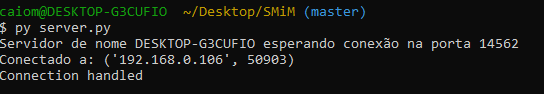 caiom@DESKTOP-G3CUFIO ~/Desktop/SMiM (master)
$ py server.py
Servidor de nome DESKTOP-G3CUFIO esperando conexão na porta 14562
Conectado a: ('192.168.0.106', 50903)
Connection handled